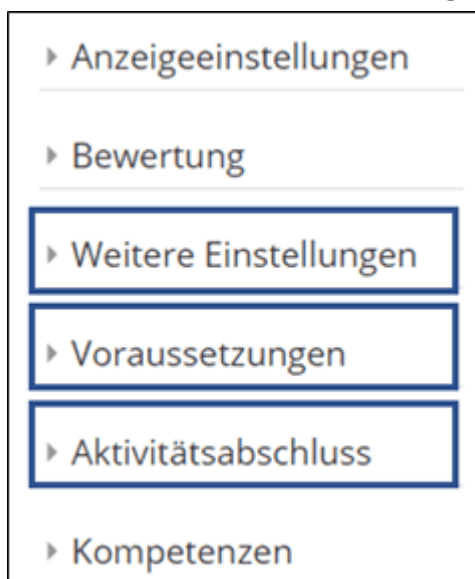 Anzeigeeinstellungen
Bewertung
Weitere Einstellungen
Voraussetzungen
Aktivitätsabschluss
Kompetenzen